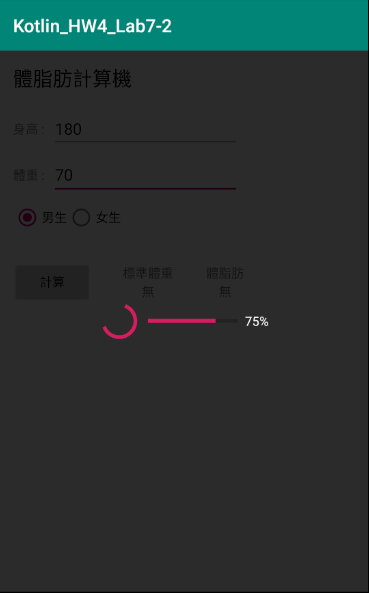 Kotlin_HW4_Lab7-2
體脂肪計算機
身高： 180
體重： 70
男生 女生
計算 標準體重 體脂肪
無 無
75%